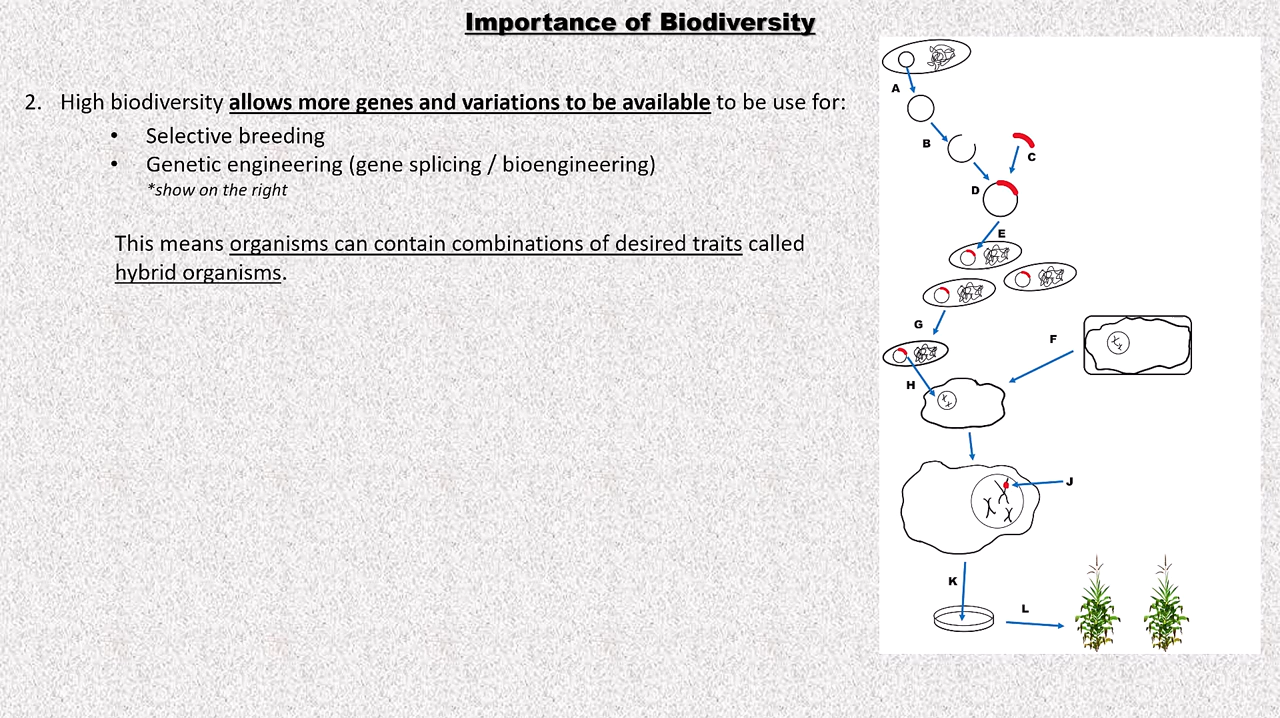 Importance of Biodiversity
2. High biodiversity allows more genes and variations to be available to be use for:
• Selective breeding
• Genetic engineering (gene splicing / bioengineering)
*show on the right
This means organisms can contain combinations of desired traits called
hybrid organisms.
A
B
C
D
E
G
F
H
J
K
L